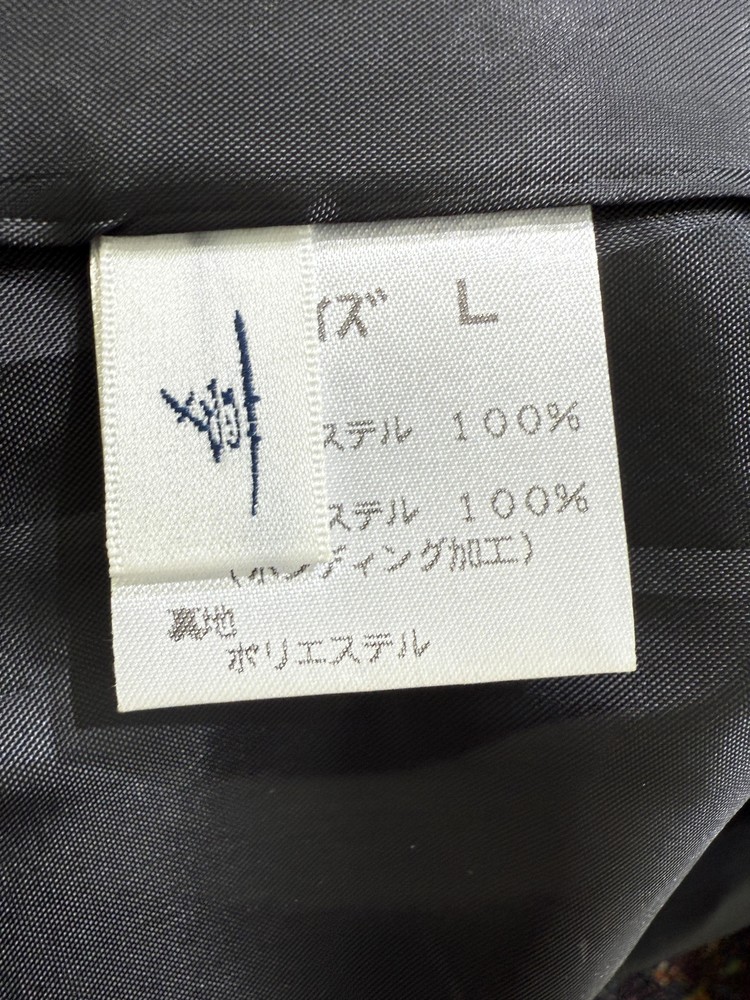 イズ L
ステル 100%
ステル 100%
(ボンディング加工)
裏地
ポリエステル